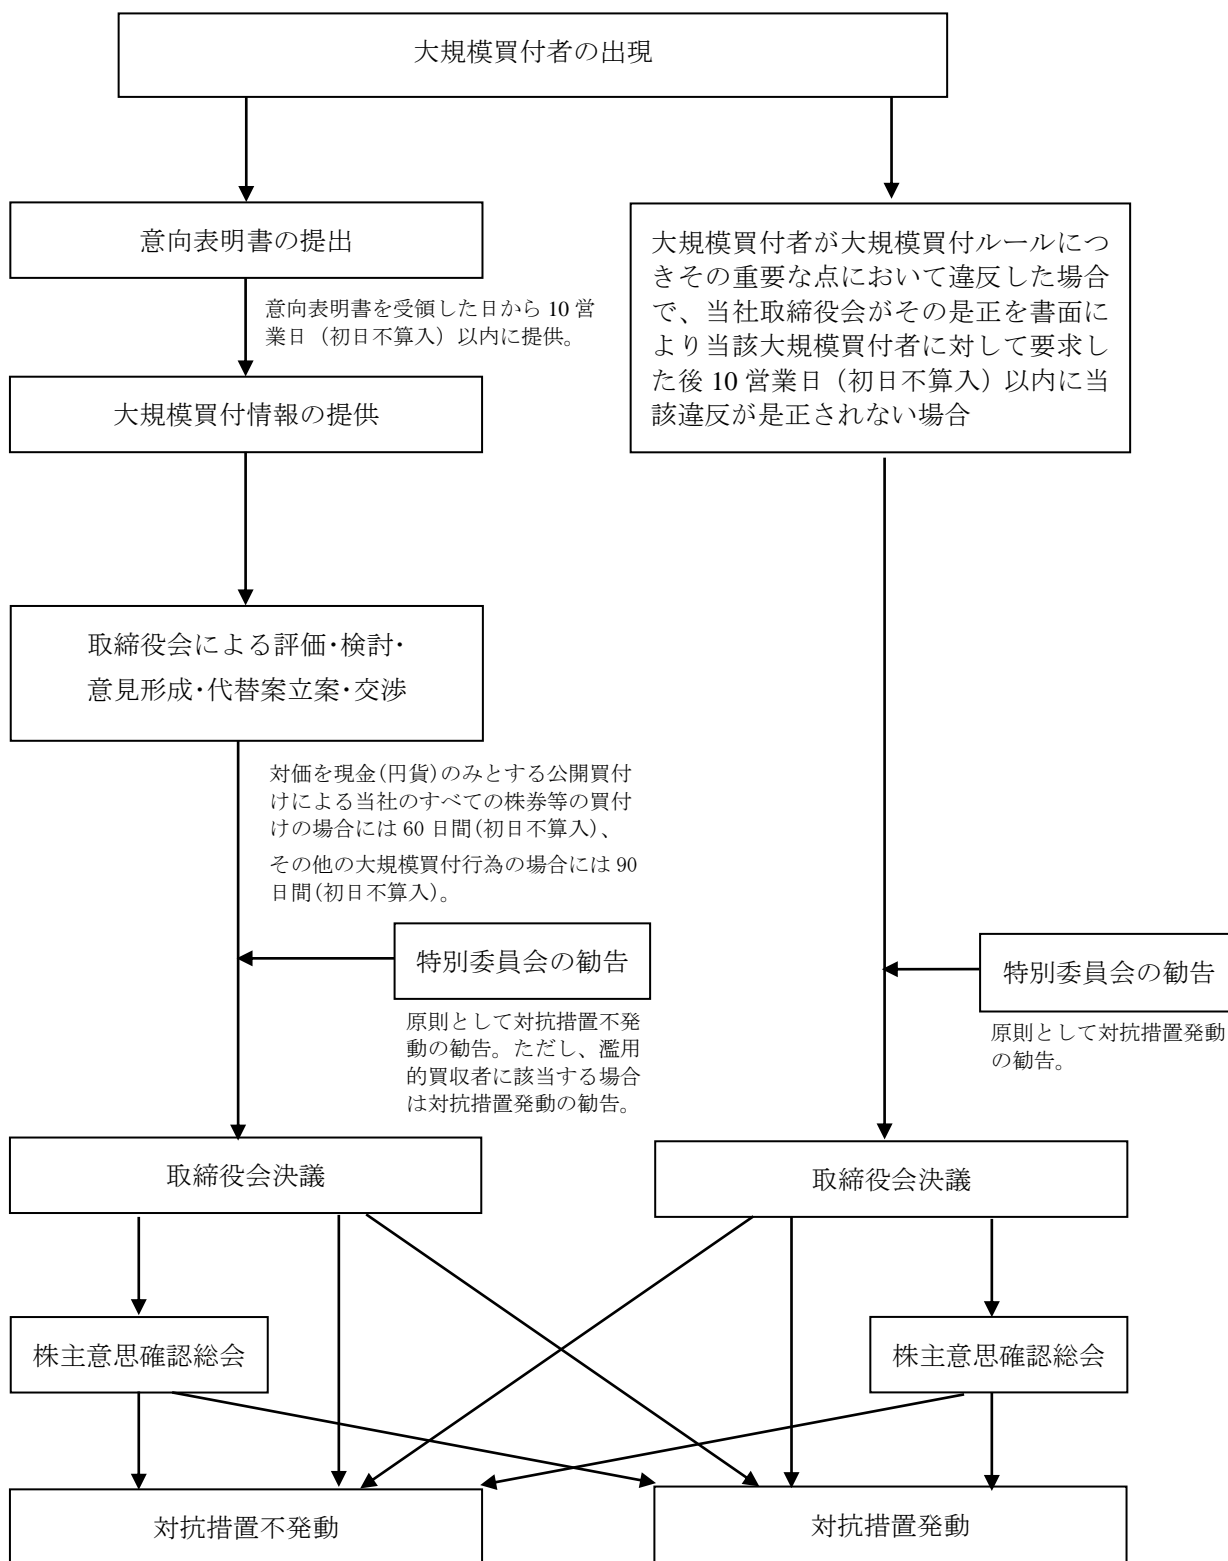 大規模買付者の出現
意向表明書の提出
意向表明書を受領した日から 10 営
業日（初日不算入）以内に提供。
大規模買付情報の提供
大規模買付者が大規模買付ルールにつ
きその重要な点において違反した場合
で、当社取締役会がその是正を書面に
より当該大規模買付者に対して要求し
た後 10 営業日（初日不算入）以内に当
該違反が是正されない場合
取締役会による評価･検討･
意見形成･代替案立案･交渉
対価を現金(円貨)のみとする公開買付
けによる当社のすべての株券等の買付
けの場合には 60 日間(初日不算入)、
その他の大規模買付行為の場合には 90
日間(初日不算入)。
特別委員会の勧告
原則として対抗措置不発
動の勧告。ただし、濫用
的買収者に該当する場合
は対抗措置発動の勧告。
特別委員会の勧告
原則として対抗措置発動
の勧告。
取締役会決議
取締役会決議
株主意思確認総会
株主意思確認総会
対抗措置不発動
対抗措置発動